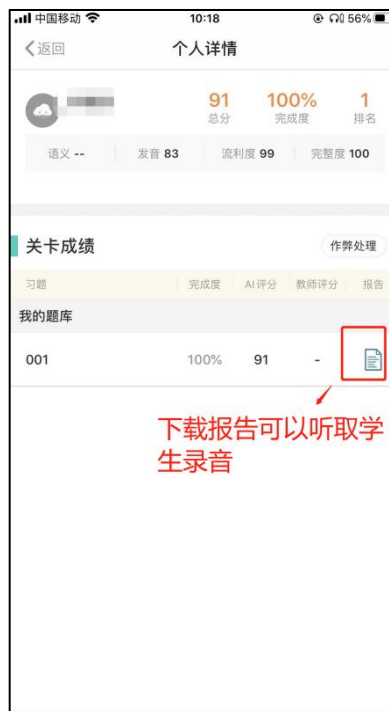 中国移动 10:18 56%
返回 个人详情
91 100% 1
总分 完成度 排名
语义 -- 发音 83 流利度 99 完整度 100
关卡成绩 作弊处理
习题 完成度 AI评分 教师评分 报告
我的题库
001 100% 91 -
下载报告可以听取学
生录音